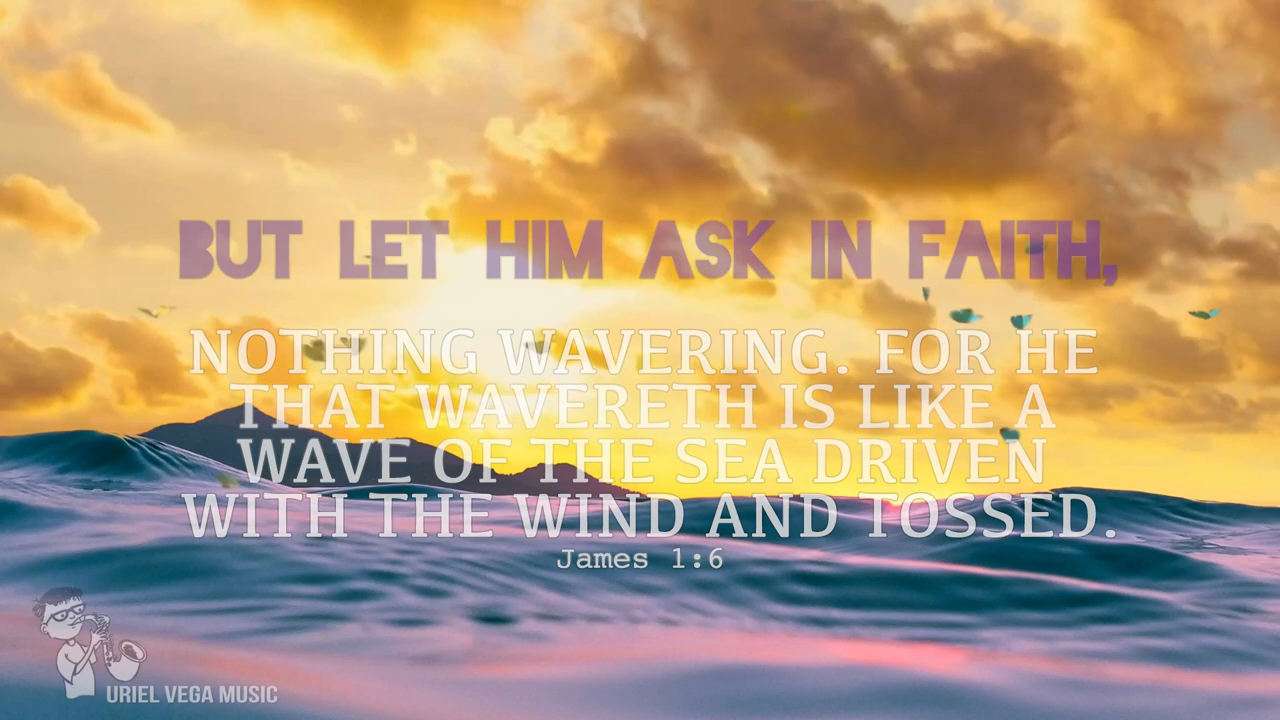 BUT LET HIM ASK IN FAITH,
NOTHING WAVERING. FOR HE
THAT WAVERETH IS LIKE A
WAVE OF THE SEA DRIVEN
WITH THE WIND AND TOSSED.
James 1:6
URIEL VEGA MUSIC